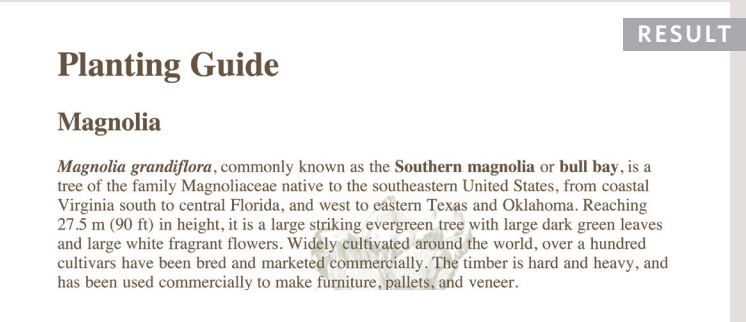 RESULT
Planting Guide
Magnolia
Magnolia grandiflora, commonly known as the Southern magnolia or bull bay, is a
tree of the family Magnoliaceae native to the southeastern United States, from coastal
Virginia south to central Florida, and west to eastern Texas and Oklahoma. Reaching
27.5 m (90 ft) in height, it is a large striking evergreen tree with large dark green leaves
and large white fragrant flowers. Widely cultivated around the world, over a hundred
cultivars have been bred and marketed commercially. The timber is hard and heavy, and
has been used commercially to make furniture, pallets, and veneer.